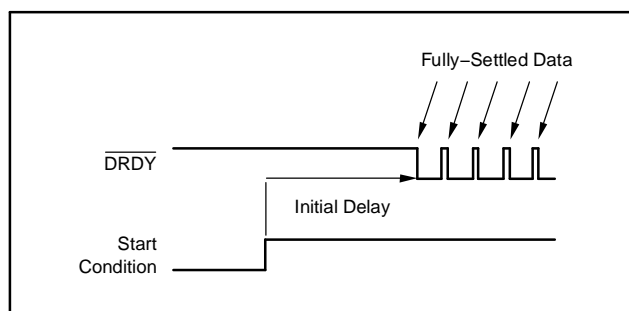 Fully−Settled Data
DRDY
Initial Delay
Start
Condition